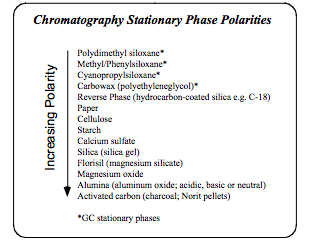 Chromatography Stationary Phase Polarities
Increasing Polarity
Polydimethyl siloxane*
Methyl/Phenylsiloxane*
Cyanopropylsiloxane*
Carbowax (polyethyleneglycol)*
Reverse Phase (hydrocarbon-coated silica e.g. C-18)
Paper
Cellulose
Starch
Calcium sulfate
Silica (silica gel)
Florisil (magnesium silicate)
Magnesium oxide
Alumina (aluminum oxide; acidic, basic or neutral)
Activated carbon (charcoal; Norit pellets)
*GC stationary phases